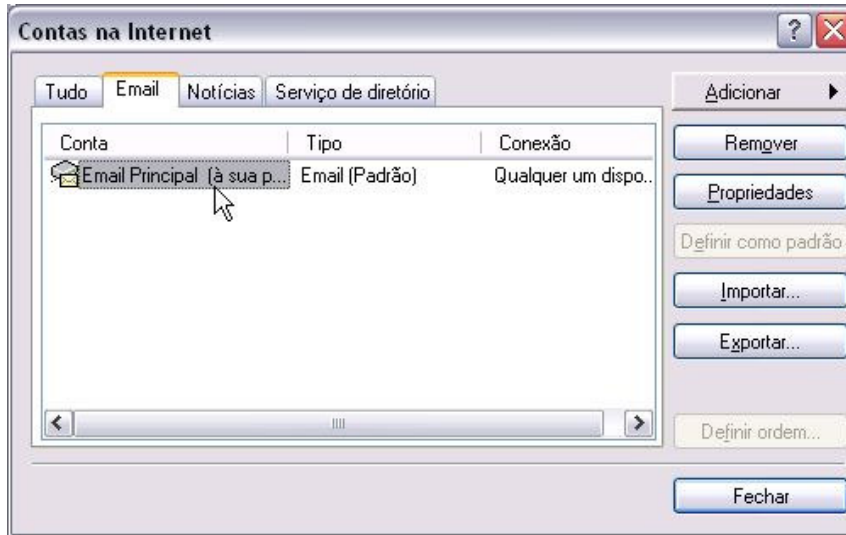 Contas na Internet
Tudo Email Notícias Serviço de diretório
Conta Tipo Conexão
Email Principal (à sua p... Email (Padrão) Qualquer um dispo..
Adicionar
Remover
Propriedades
Definir como padrão
Importar...
Exportar...
Definir ordem...
Fechar